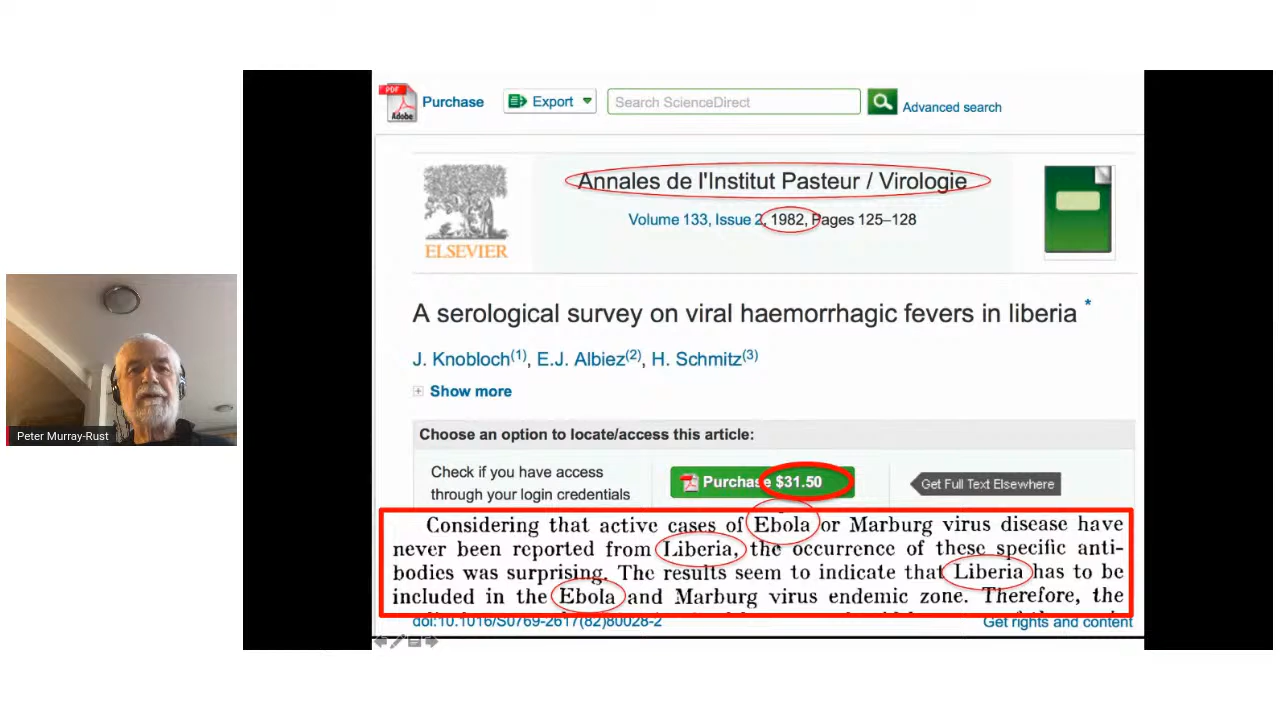 PDF
Adobe
Purchase
Export
Search ScienceDirect
Advanced search
ELSEVIER
Annales de l'Institut Pasteur / Virologie
Volume 133, Issue 2, 1982, Pages 125–128
A serological survey on viral haemorrhagic fevers in liberia *
J. Knobloch(1), E.J. Albiez(2), H. Schmitz(3)
Show more
Choose an option to locate/access this article:
Check if you have access
through your login credentials
Purchase $31.50
Get Full Text Elsewhere
Considering that active cases of Ebola or Marburg virus disease have
never been reported from Liberia, the occurrence of these specific anti-
bodies was surprising. The results seem to indicate that Liberia has to be
included in the Ebola and Marburg virus endemic zone. Therefore, the
doi:10.1016/S0769-2617(82)80028-2
Get rights and content
Peter Murray-Rust